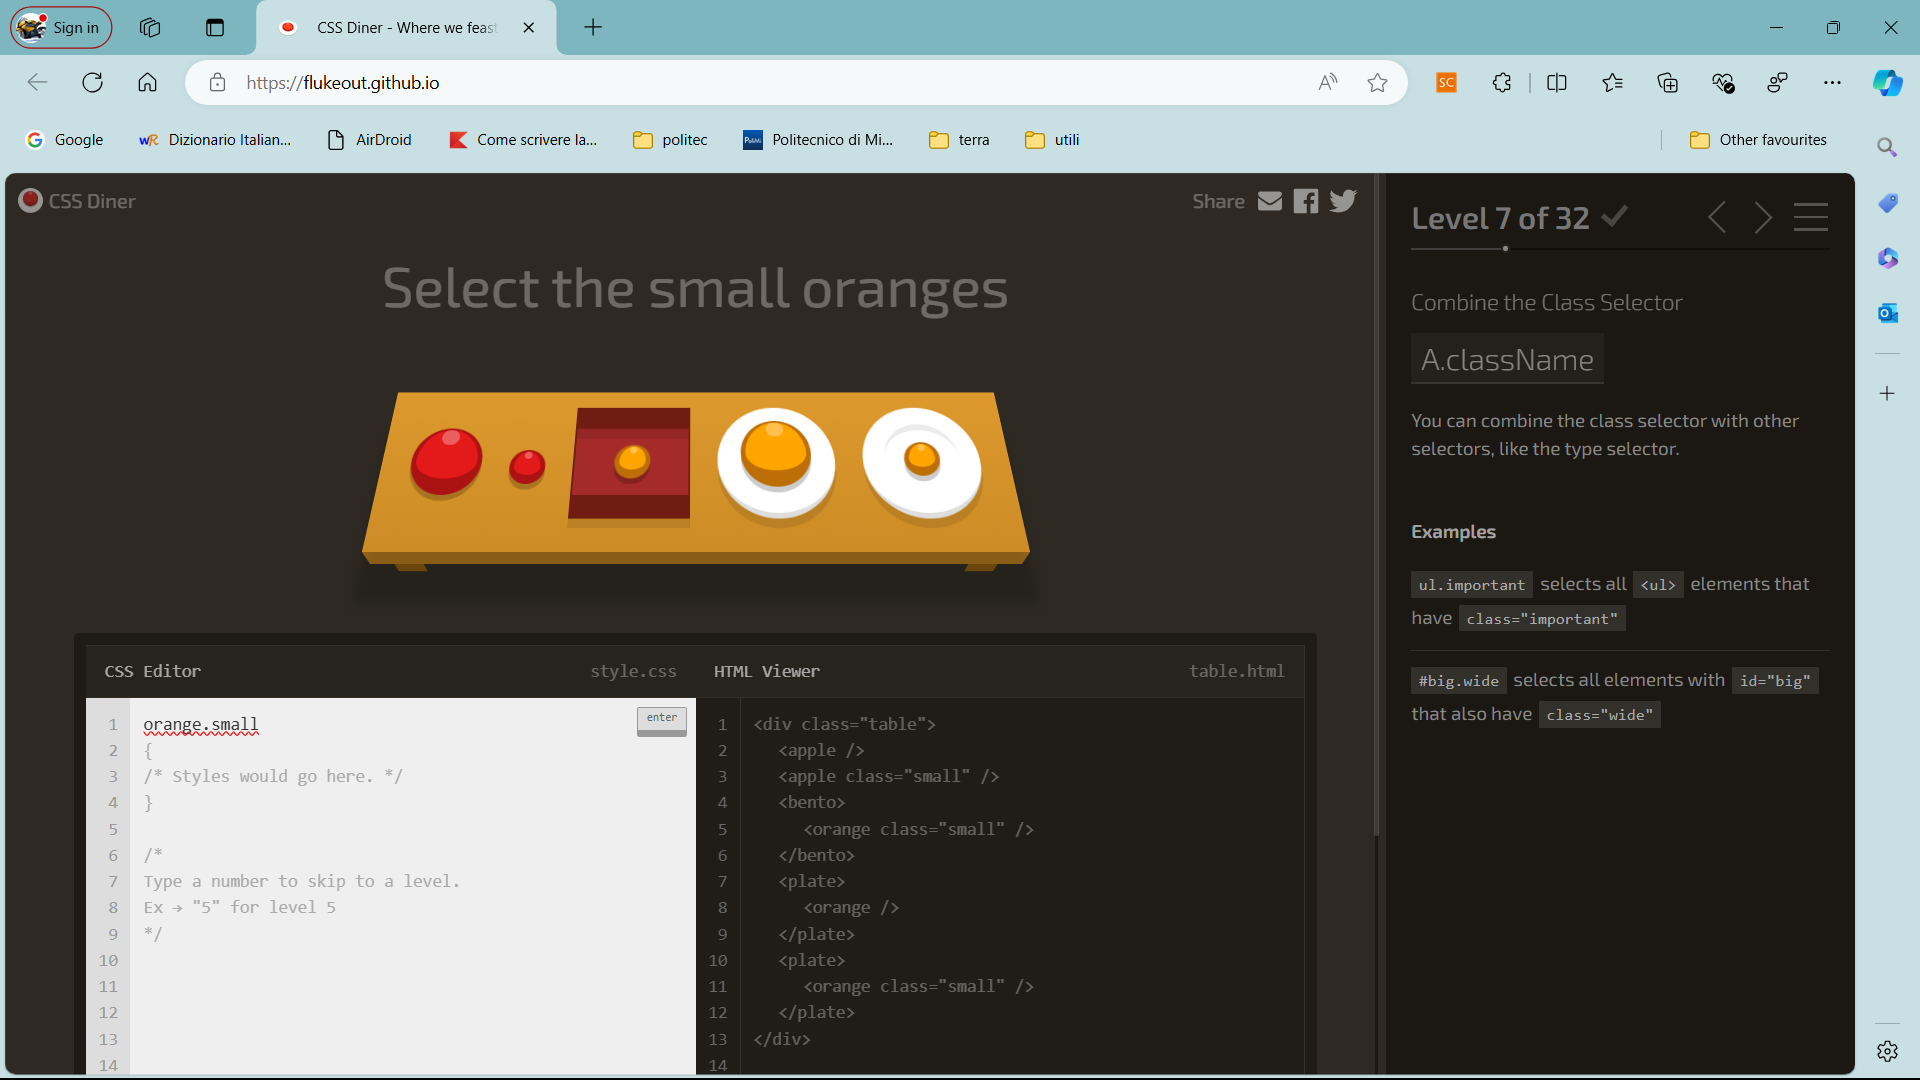 Sign in
CSS Diner - Where we feast
https://flukeout.github.io
SC
Google
Dizionario Italian...
AirDroid
Come scrivere la...
politec
Politecnico di Mi...
terra
utili
Other favourites
CSS Diner
Share
Select the small oranges
CSS Editor
style.css
HTML Viewer
table.html
enter
1 orange.small
2 {
3 /* Styles would go here. */
4 }
5
6 /*
7 Type a number to skip to a level.
8 Ex → "5" for level 5
9 */
10
11
12
13
14
1 <div class="table">
2 <apple />
3 <apple class="small" />
4 <bento>
5 <orange class="small" />
6 </bento>
7 <plate>
8 <orange />
9 </plate>
10 <plate>
11 <orange class="small" />
12 </plate>
13 </div>
14
Level 7 of 32
Combine the Class Selector
A.className
You can combine the class selector with other
selectors, like the type selector.
Examples
ul.important selects all <ul> elements that
have class="important"
#big.wide selects all elements with id="big"
that also have class="wide"